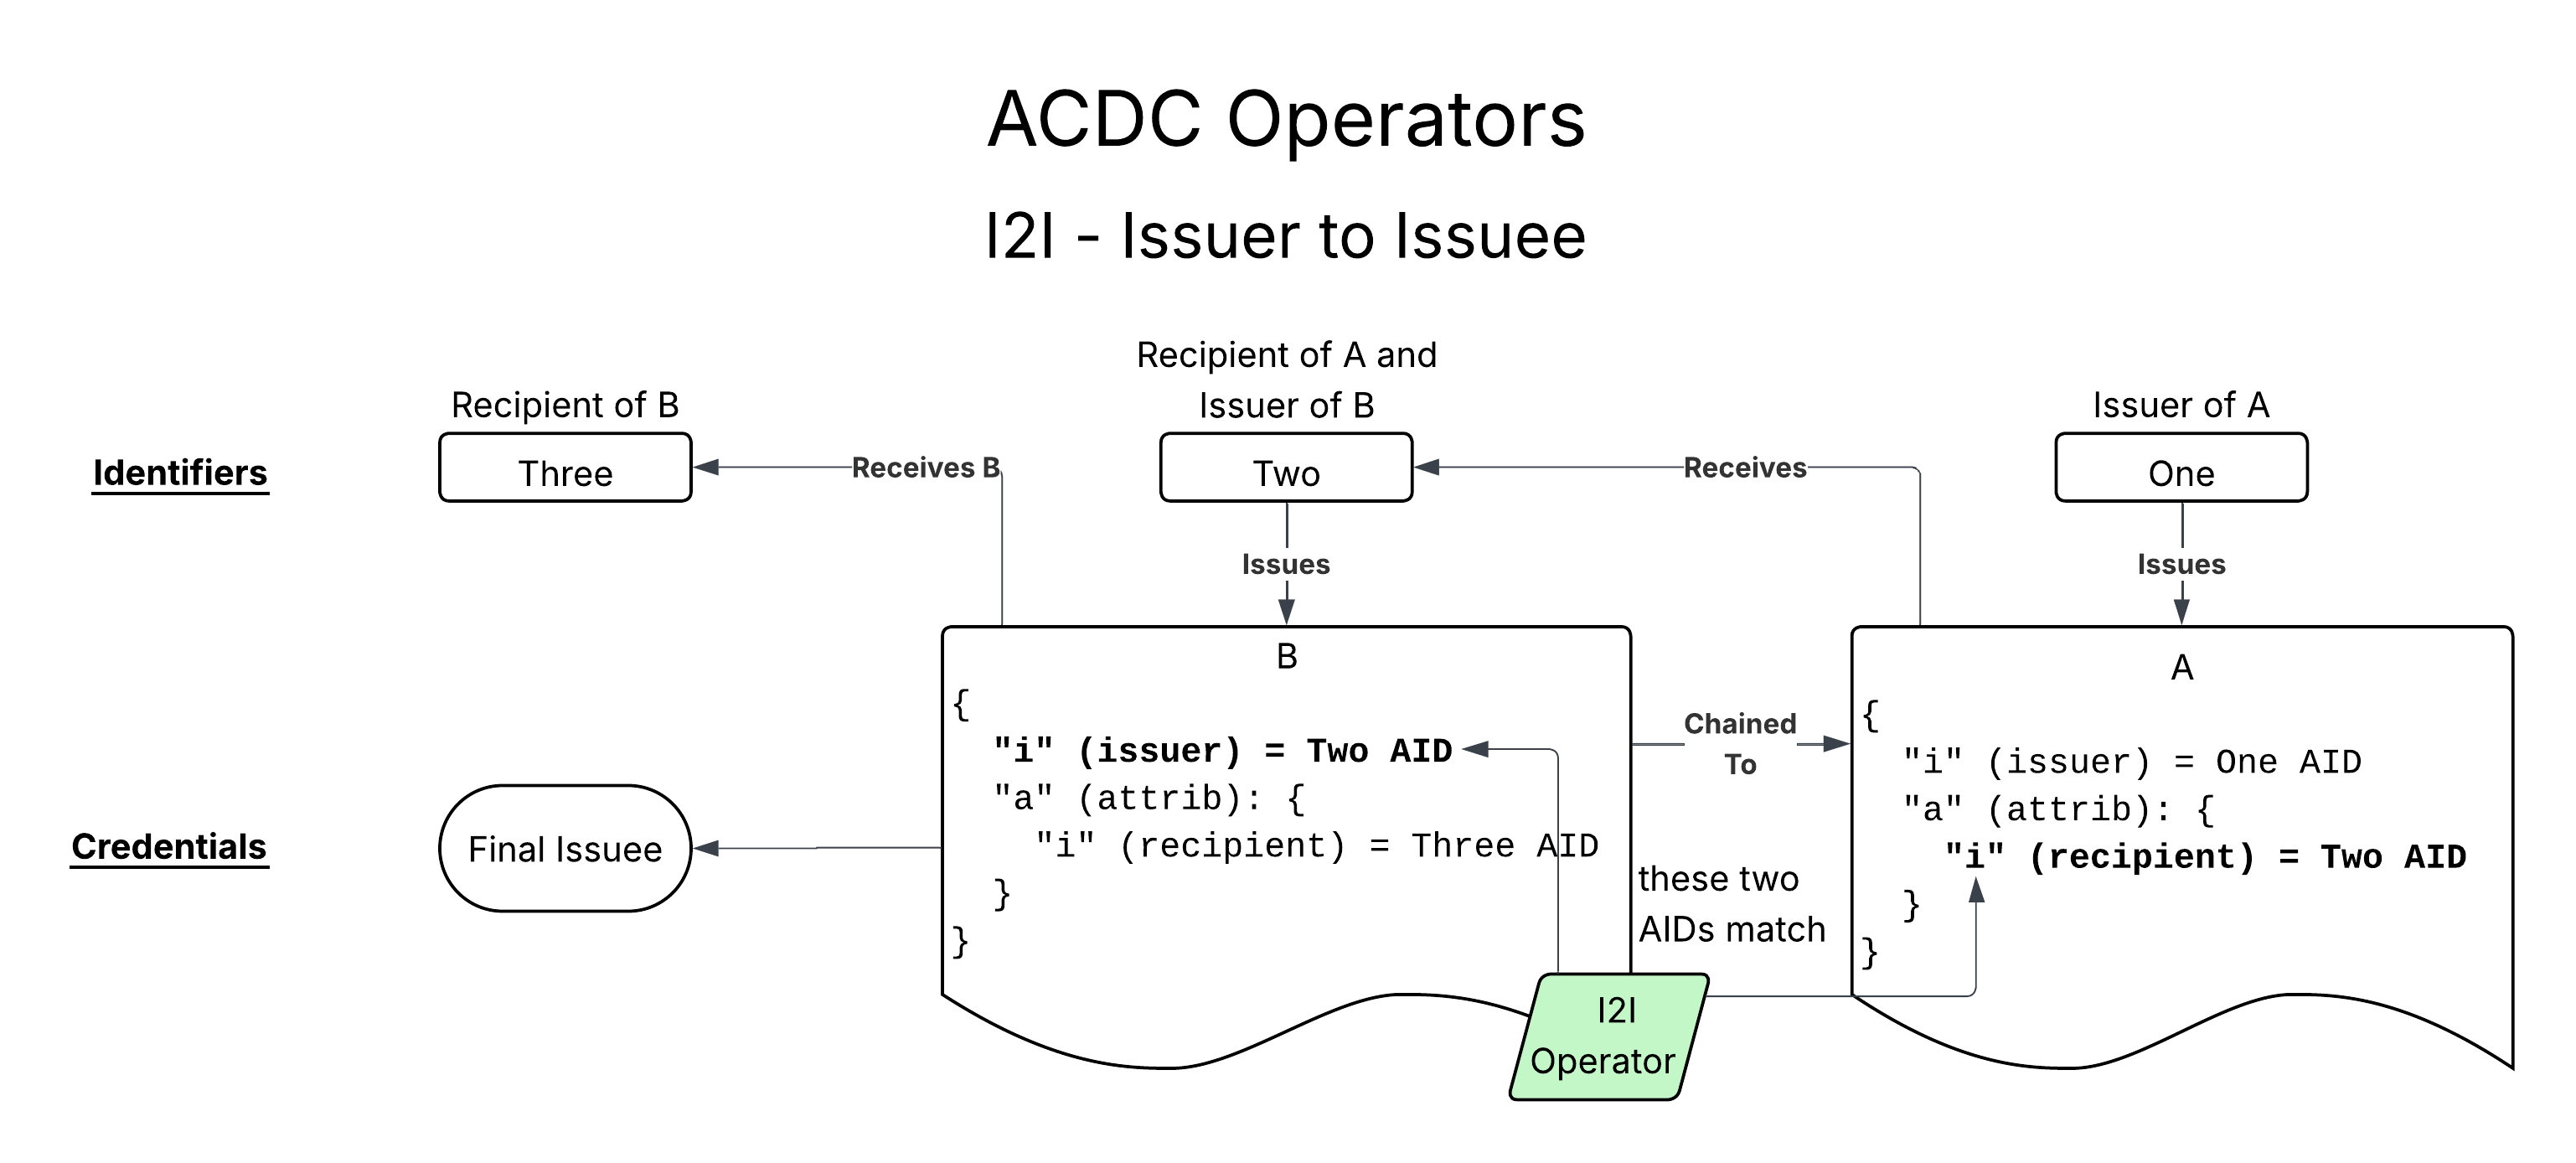 ACDC Operators
I2I - Issuer to Issuee
Recipient of B
Recipient of A and
Issuer of B
Issuer of A
Identifiers
Three
Receives B
Two
Receives
One
Issues
Issues
Credentials
Final Issuee
B
{
"i" (issuer) = Two AID
"a" (attrib): {
"i" (recipient) = Three AID
}
}
Chained
To
these two
AIDs match
I2I
Operator
A
{
"i" (issuer) = One AID
"a" (attrib): {
"i" (recipient) = Two AID
}
}